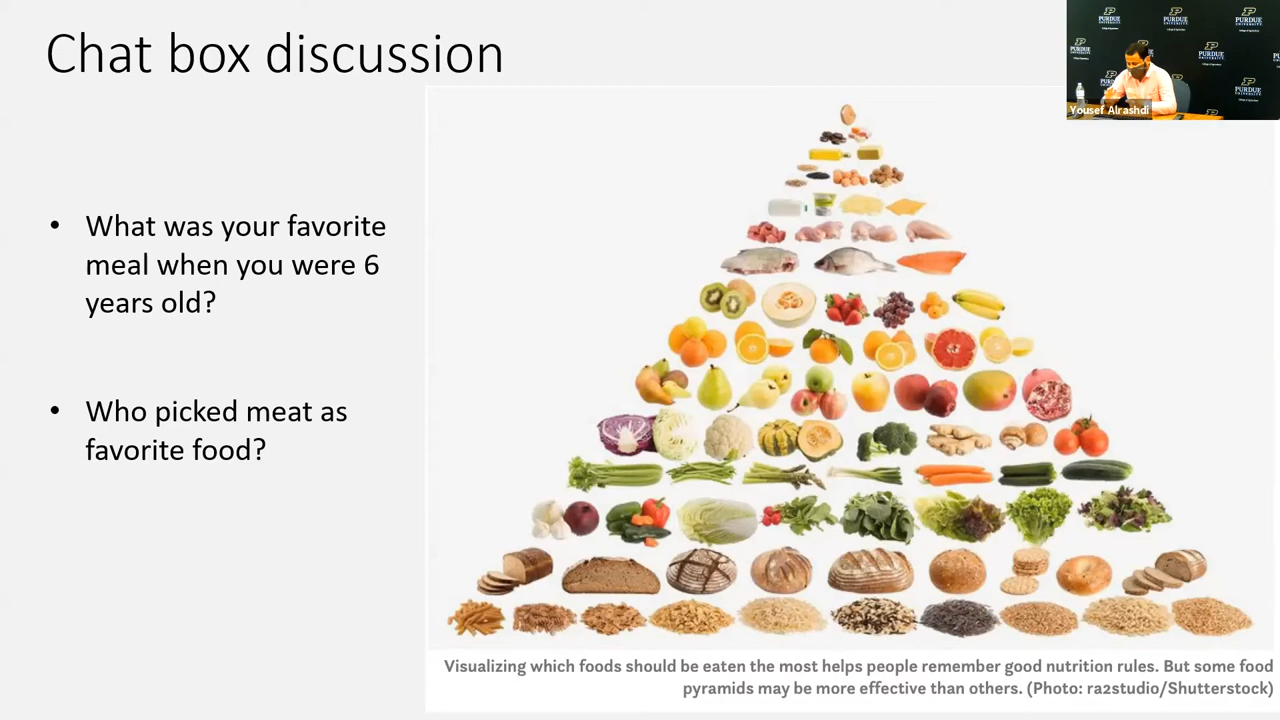 Chat box discussion
PURDUE
UNIVERSITY
Yousef Alrashdi
• What was your favorite
meal when you were 6
years old?
• Who picked meat as
favorite food?
Visualizing which foods should be eaten the most helps people remember good nutrition rules. But some food
pyramids may be more effective than others. (Photo: ra2studio/Shutterstock)